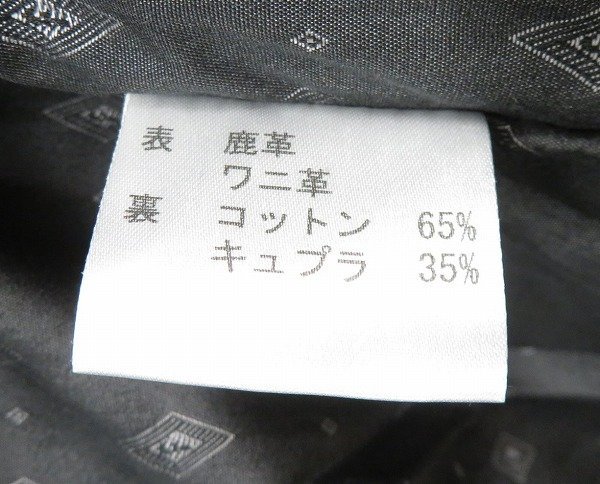 表 鹿革
ワニ革
裏 コットン 65%
キュプラ 35%